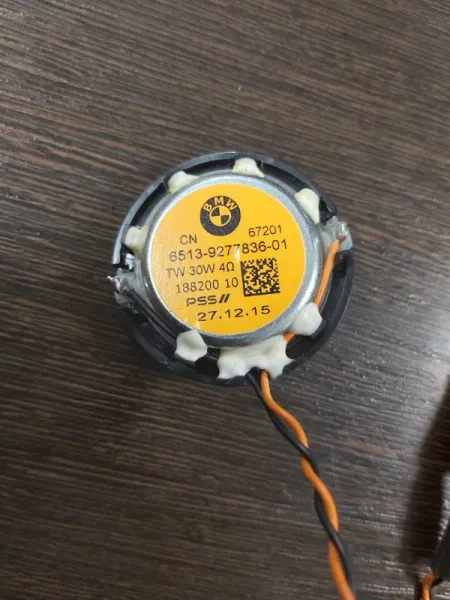 BMW
CN 67201
6513-9277836-01
TW 30W 4Ω
188200 10
PSS//
27.12.15